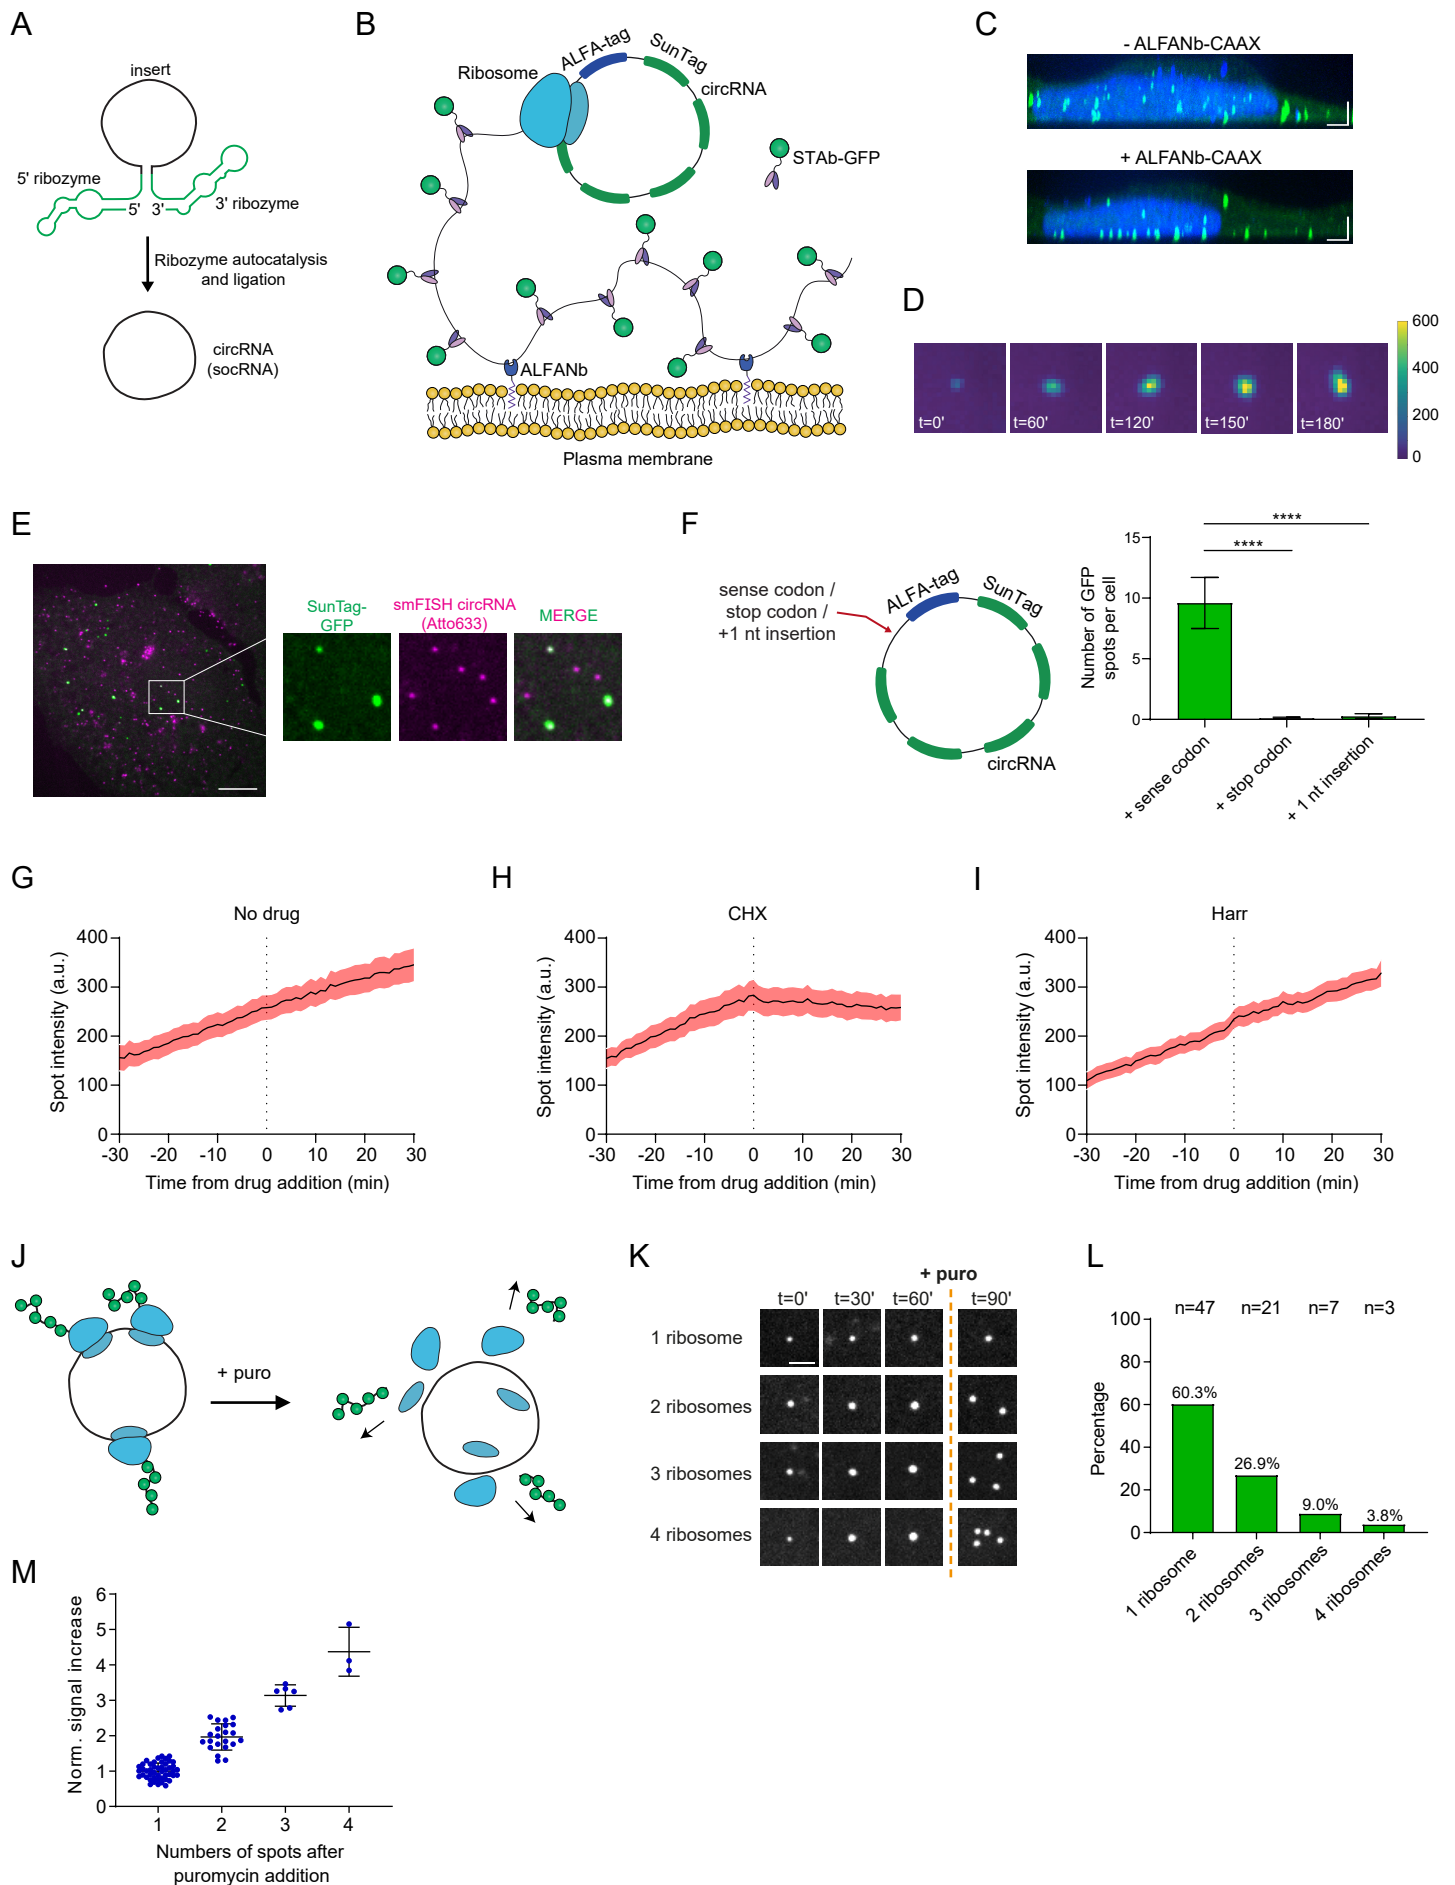 A
insert
5' ribozyme
3' ribozyme
5'
3'
Ribozyme autocatalysis
and ligation
circRNA
(socRNA)
B
Ribosome
ALFA-tag
SunTag
circRNA
STAb-GFP
ALFANb
Plasma membrane
C
- ALFANb-CAAX
+ ALFANb-CAAX
D
t=0'
t=60'
t=120'
t=150'
t=180'
600
400
200
0
E
SunTag-
GFP
smFISH circRNA
(Atto633)
MERGE
F
sense codon /
stop codon /
+1 nt insertion
ALFA-tag
SunTag
circRNA
Number of GFP
spots per cell
15
10
5
0
****
****
+ sense codon
+ stop codon
+ 1 nt insertion
G
No drug
Spot intensity (a.u.)
400
300
200
100
0
-30 -20 -10 0 10 20 30
Time from drug addition (min)
H
CHX
Spot intensity (a.u.)
400
300
200
100
0
-30 -20 -10 0 10 20 30
Time from drug addition (min)
I
Harr
Spot intensity (a.u.)
400
300
200
100
0
-30 -20 -10 0 10 20 30
Time from drug addition (min)
J
+ puro
K
+ puro
t=0' t=30' t=60' t=90'
1 ribosome
2 ribosomes
3 ribosomes
4 ribosomes
L
n=47 n=21 n=7 n=3
Percentage
100
80
60
40
20
0
60.3%
26.9%
9.0%
3.8%
1 ribosome
2 ribosomes
3 ribosomes
4 ribosomes
M
Norm. signal increase
6
5
4
3
2
1
0
1 2 3 4
Numbers of spots after
puromycin addition